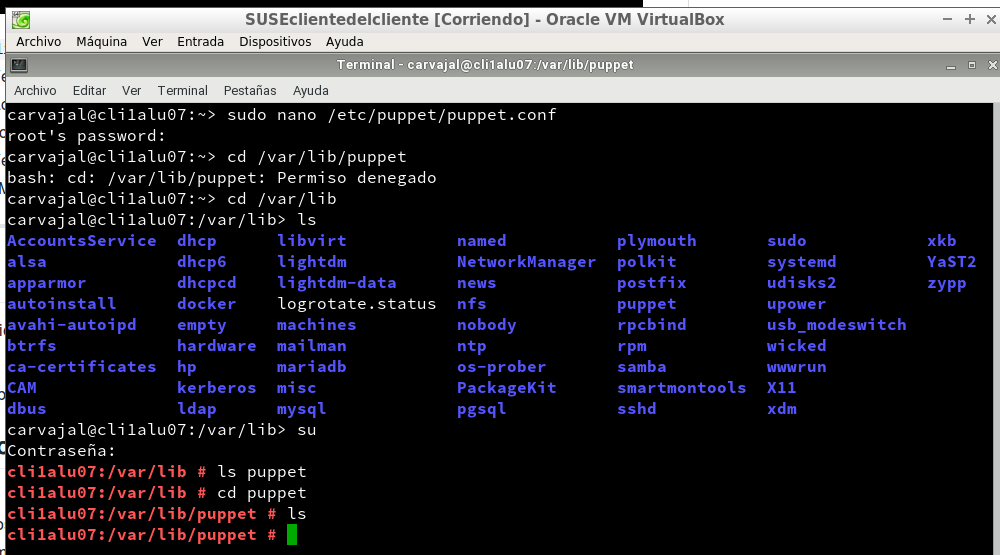 SUSEclientedelcliente [Corriendo] - Oracle VM VirtualBox
Archivo Máquina Ver Entrada Dispositivos Ayuda
Terminal - carvajal@cli1alu07:/var/lib/puppet
Archivo Editar Ver Terminal Pestañas Ayuda
carvajal@cli1alu07:~> sudo nano /etc/puppet/puppet.conf
root's password:
carvajal@cli1alu07:~> cd /var/lib/puppet
bash: cd: /var/lib/puppet: Permiso denegado
carvajal@cli1alu07:~> cd /var/lib
carvajal@cli1alu07:/var/lib> ls
AccountsService dhcp libvirt named plymouth sudo xkb
alsa dhcp6 lightdm NetworkManager polkit systemd YaST2
apparmor dhcpcd lightdm-data news postfix udisks2 zypp
autoinstall docker logrotate.status nfs puppet upower
avahi-autoipd empty machines nobody rpcbind usb_modeswitch
btrfs hardware mailman ntp rpm wicked
ca-certificates hp mariadb os-prober samba wwwrun
CAM kerberos misc PackageKit smartmontools X11
dbus ldap mysql pgsql sshd xdm
carvajal@cli1alu07:/var/lib> su
Contraseña:
cli1alu07:/var/lib # ls puppet
cli1alu07:/var/lib # cd puppet
cli1alu07:/var/lib/puppet # ls
cli1alu07:/var/lib/puppet #